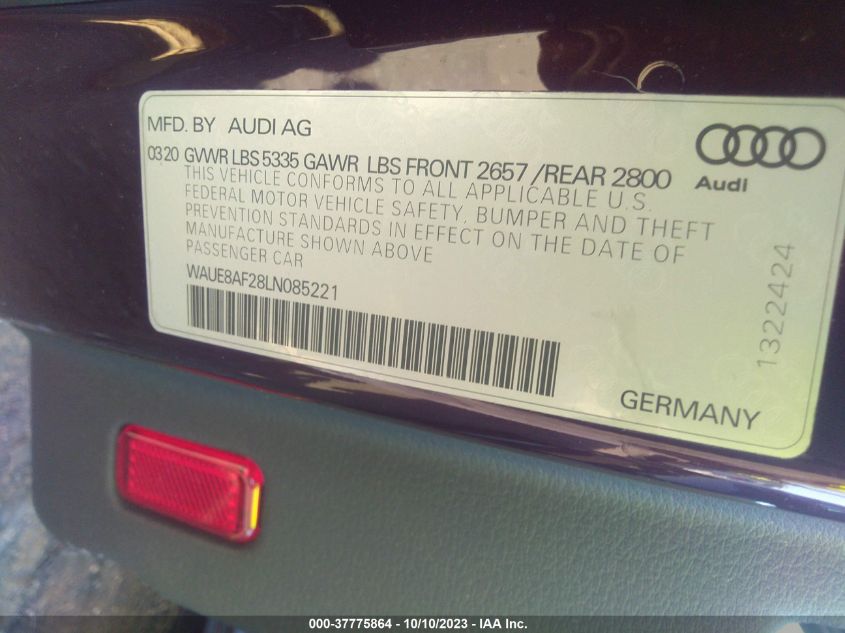 MFD. BY AUDI AG
03.20 GVWR LBS 5335 GAWR LBS FRONT 2657 /REAR 2800
THIS VEHICLE CONFORMS TO ALL APPLICABLE U.S.
FEDERAL MOTOR VEHICLE SAFETY, BUMPER AND THEFT
PREVENTION STANDARDS IN EFFECT ON THE DATE OF
MANUFACTURE SHOWN ABOVE
PASSENGER CAR
WAUE8AF28LN085221
Audi
1322424
GERMANY
000-37775864 - 10/10/2023 - IAA Inc.